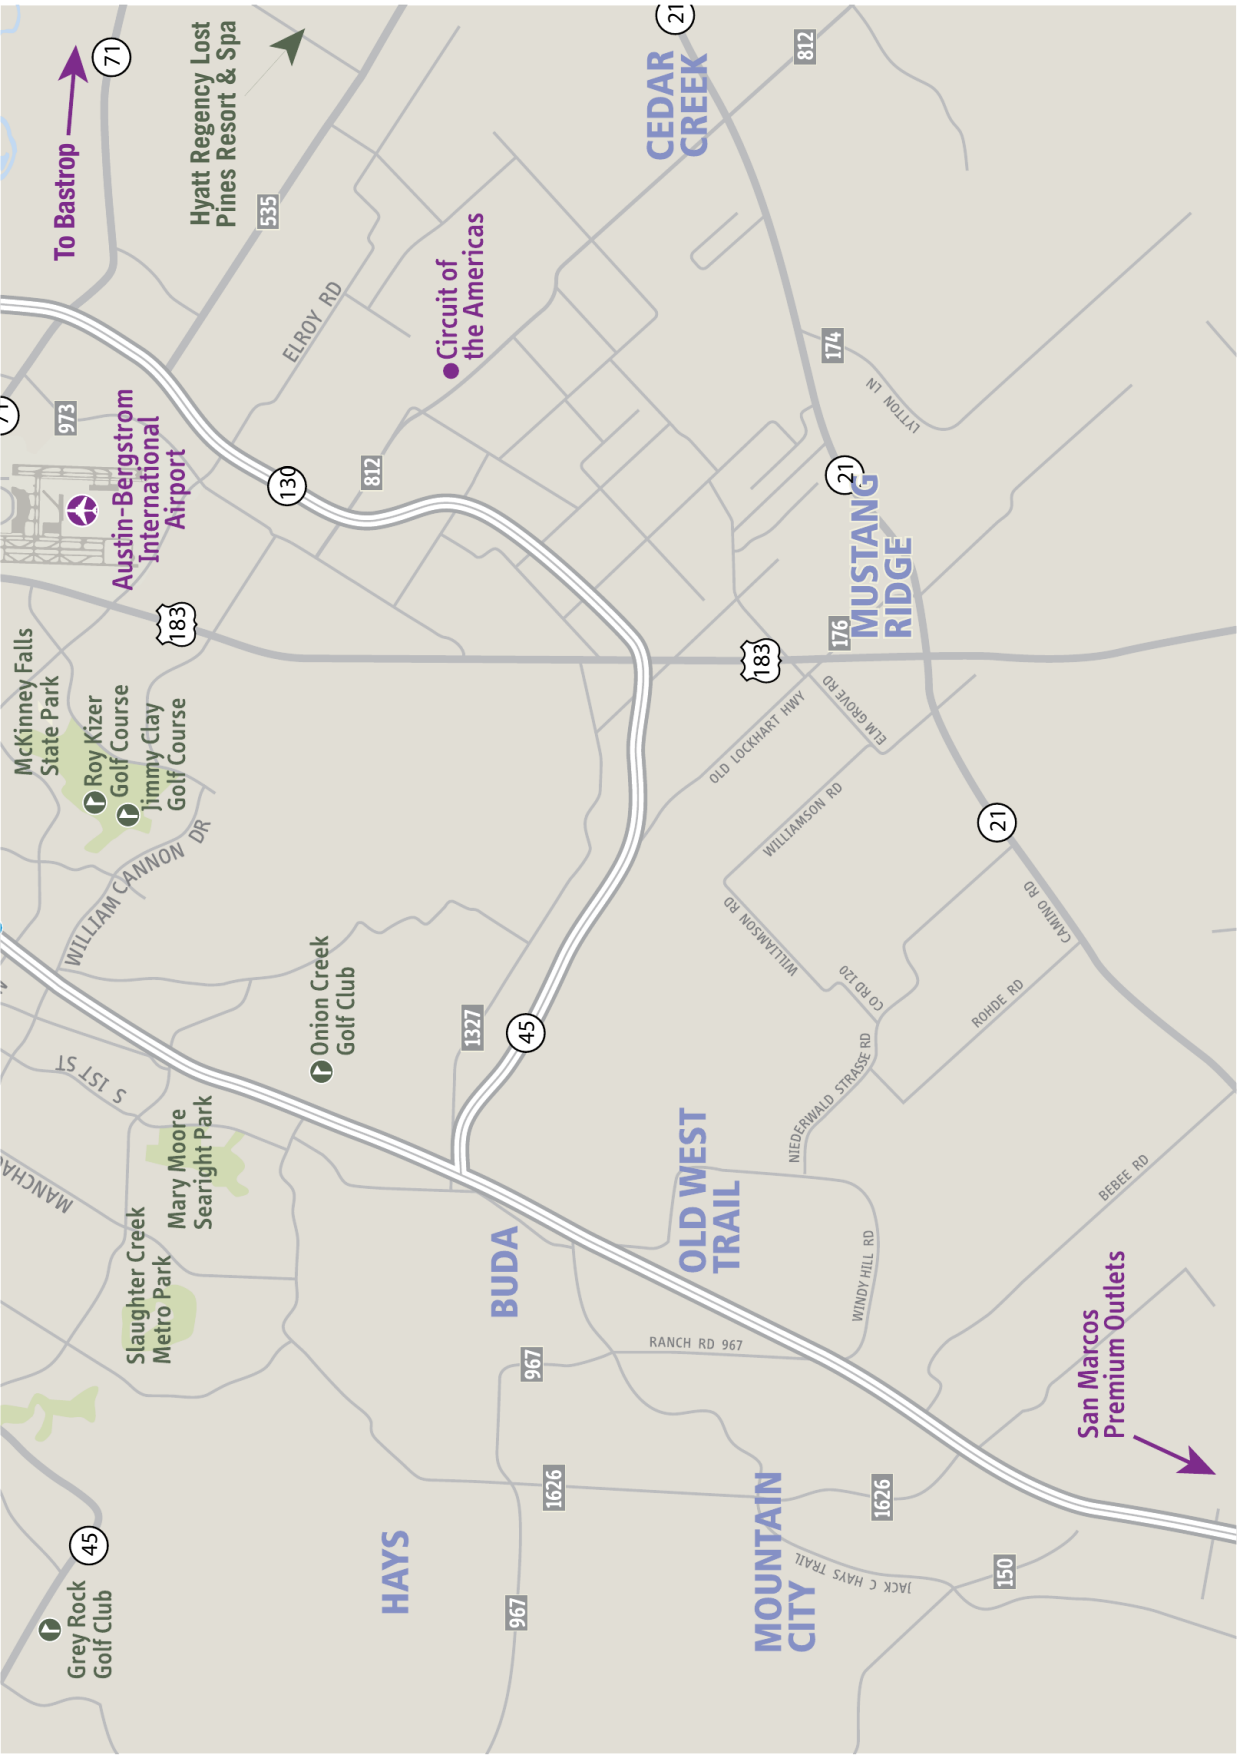 45
Grey Rock
Golf Club
Slaughter Creek
Metro Park
Mary Moore
Searight Park
S 1ST ST
WILLIAM CANNON DR
McKinney Falls
State Park
Roy Kizer
Golf Course
Jimmy Clay
Golf Course
183
Austin-Bergstrom
International
Airport
973
71
To Bastrop
71
Hyatt Regency Lost
Pines Resort & Spa
535
ELROY RD
130
Onion Creek
Golf Club
HAYS
812
Circuit of
the Americas
1327
45
BUDA
967
967
1626
RANCH RD 967
OLD WEST
TRAIL
CEDAR
CREEK
21
812
183
OLD LOCKHART HWY
ELM GROVE RD
WILLIAMSON RD
WILLIAMSON RD
CO RD 120
NIEDERWALD STRASSE RD
ROHDE RD
CAMINO RD
176
MUSTANG
RIDGE
21
174
LYTTON LN
21
MOUNTAIN
CITY
JACK C HAYS TRAIL
1626
WINDY HILL RD
150
BEBEE RD
San Marcos
Premium Outlets